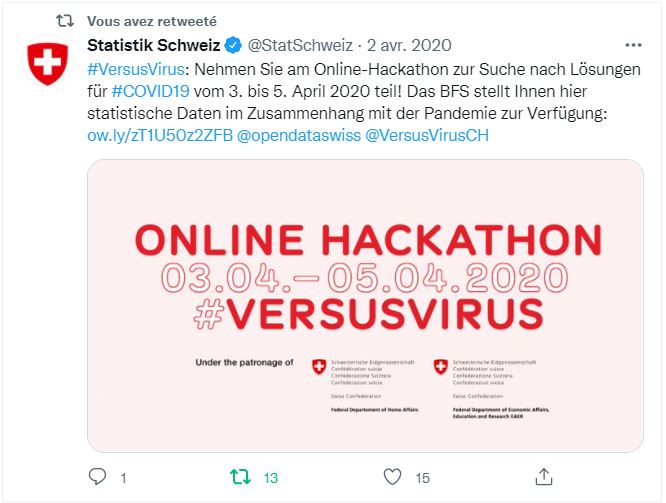 Vous avez retweeté
Statistik Schweiz @StatSchweiz · 2 avr. 2020
#VersusVirus: Nehmen Sie am Online-Hackathon zur Suche nach Lösungen
für #COVID19 vom 3. bis 5. April 2020 teil! Das BFS stellt Ihnen hier
statistische Daten im Zusammenhang mit der Pandemie zur Verfügung:
ow.ly/zT1U50z2ZFB @opendataswiss @VersusVirusCH
ONLINE HACKATHON
03.04.–05.04.2020
#VERSUSVIRUS
Under the patronage of
Schweizerische Eidgenossenschaft
Confédération suisse
Confederazione Svizzera
Confederaziun svizra
Swiss Confederation
Federal Departement of Home Affairs
Schweizerische Eidgenossenschaft
Confédération suisse
Confederazione Svizzera
Confederaziun svizra
Swiss Confederation
Federal Department of Economic Affairs,
Education and Research EAER
1 13 15